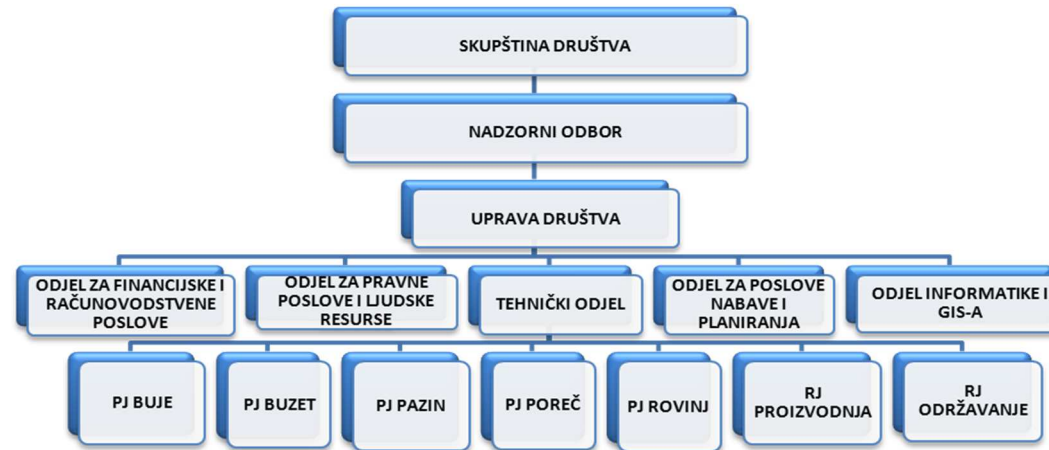 SKUPŠTINA DRUŠTVA
NADZORNI ODBOR
UPRAVA DRUŠTVA
ODJEL ZA FINANCIJSKE I
RAČUNOVODSTVENE
POSLOVE
ODJEL ZA PRAVNE
POSLOVE I LJUDSKE
RESURSE
TEHNIČKI ODJEL
ODJEL ZA POSLOVE
NABAVE I
PLANIRANJA
ODJEL INFORMATIKE I
GIS-A
PJ BUJE
PJ BUZET
PJ PAZIN
PJ POREČ
PJ ROVINJ
RJ
PROIZVODNJA
RJ
ODRŽAVANJE